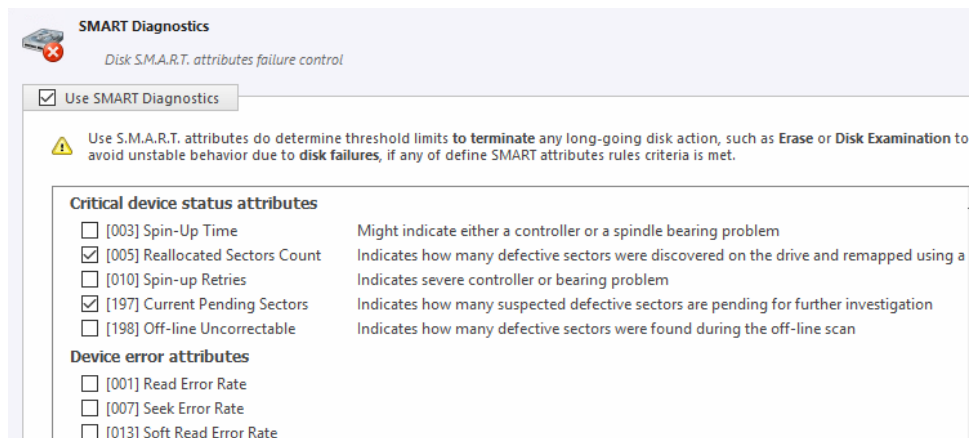 SMART Diagnostics
Disk S.M.A.R.T. attributes failure control
Use SMART Diagnostics
Use S.M.A.R.T. attributes do determine threshold limits to terminate any long-going disk action, such as Erase or Disk Examination to
avoid unstable behavior due to disk failures, if any of define SMART attributes rules criteria is met.
Critical device status attributes
[003] Spin-Up Time Might indicate either a controller or a spindle bearing problem
[005] Reallocated Sectors Count Indicates how many defective sectors were discovered on the drive and remapped using a
[010] Spin-up Retries Indicates severe controller or bearing problem
[197] Current Pending Sectors Indicates how many suspected defective sectors are pending for further investigation
[198] Off-line Uncorrectable Indicates how many defective sectors were found during the off-line scan
Device error attributes
[001] Read Error Rate
[007] Seek Error Rate
[013] Soft Read Error Rate